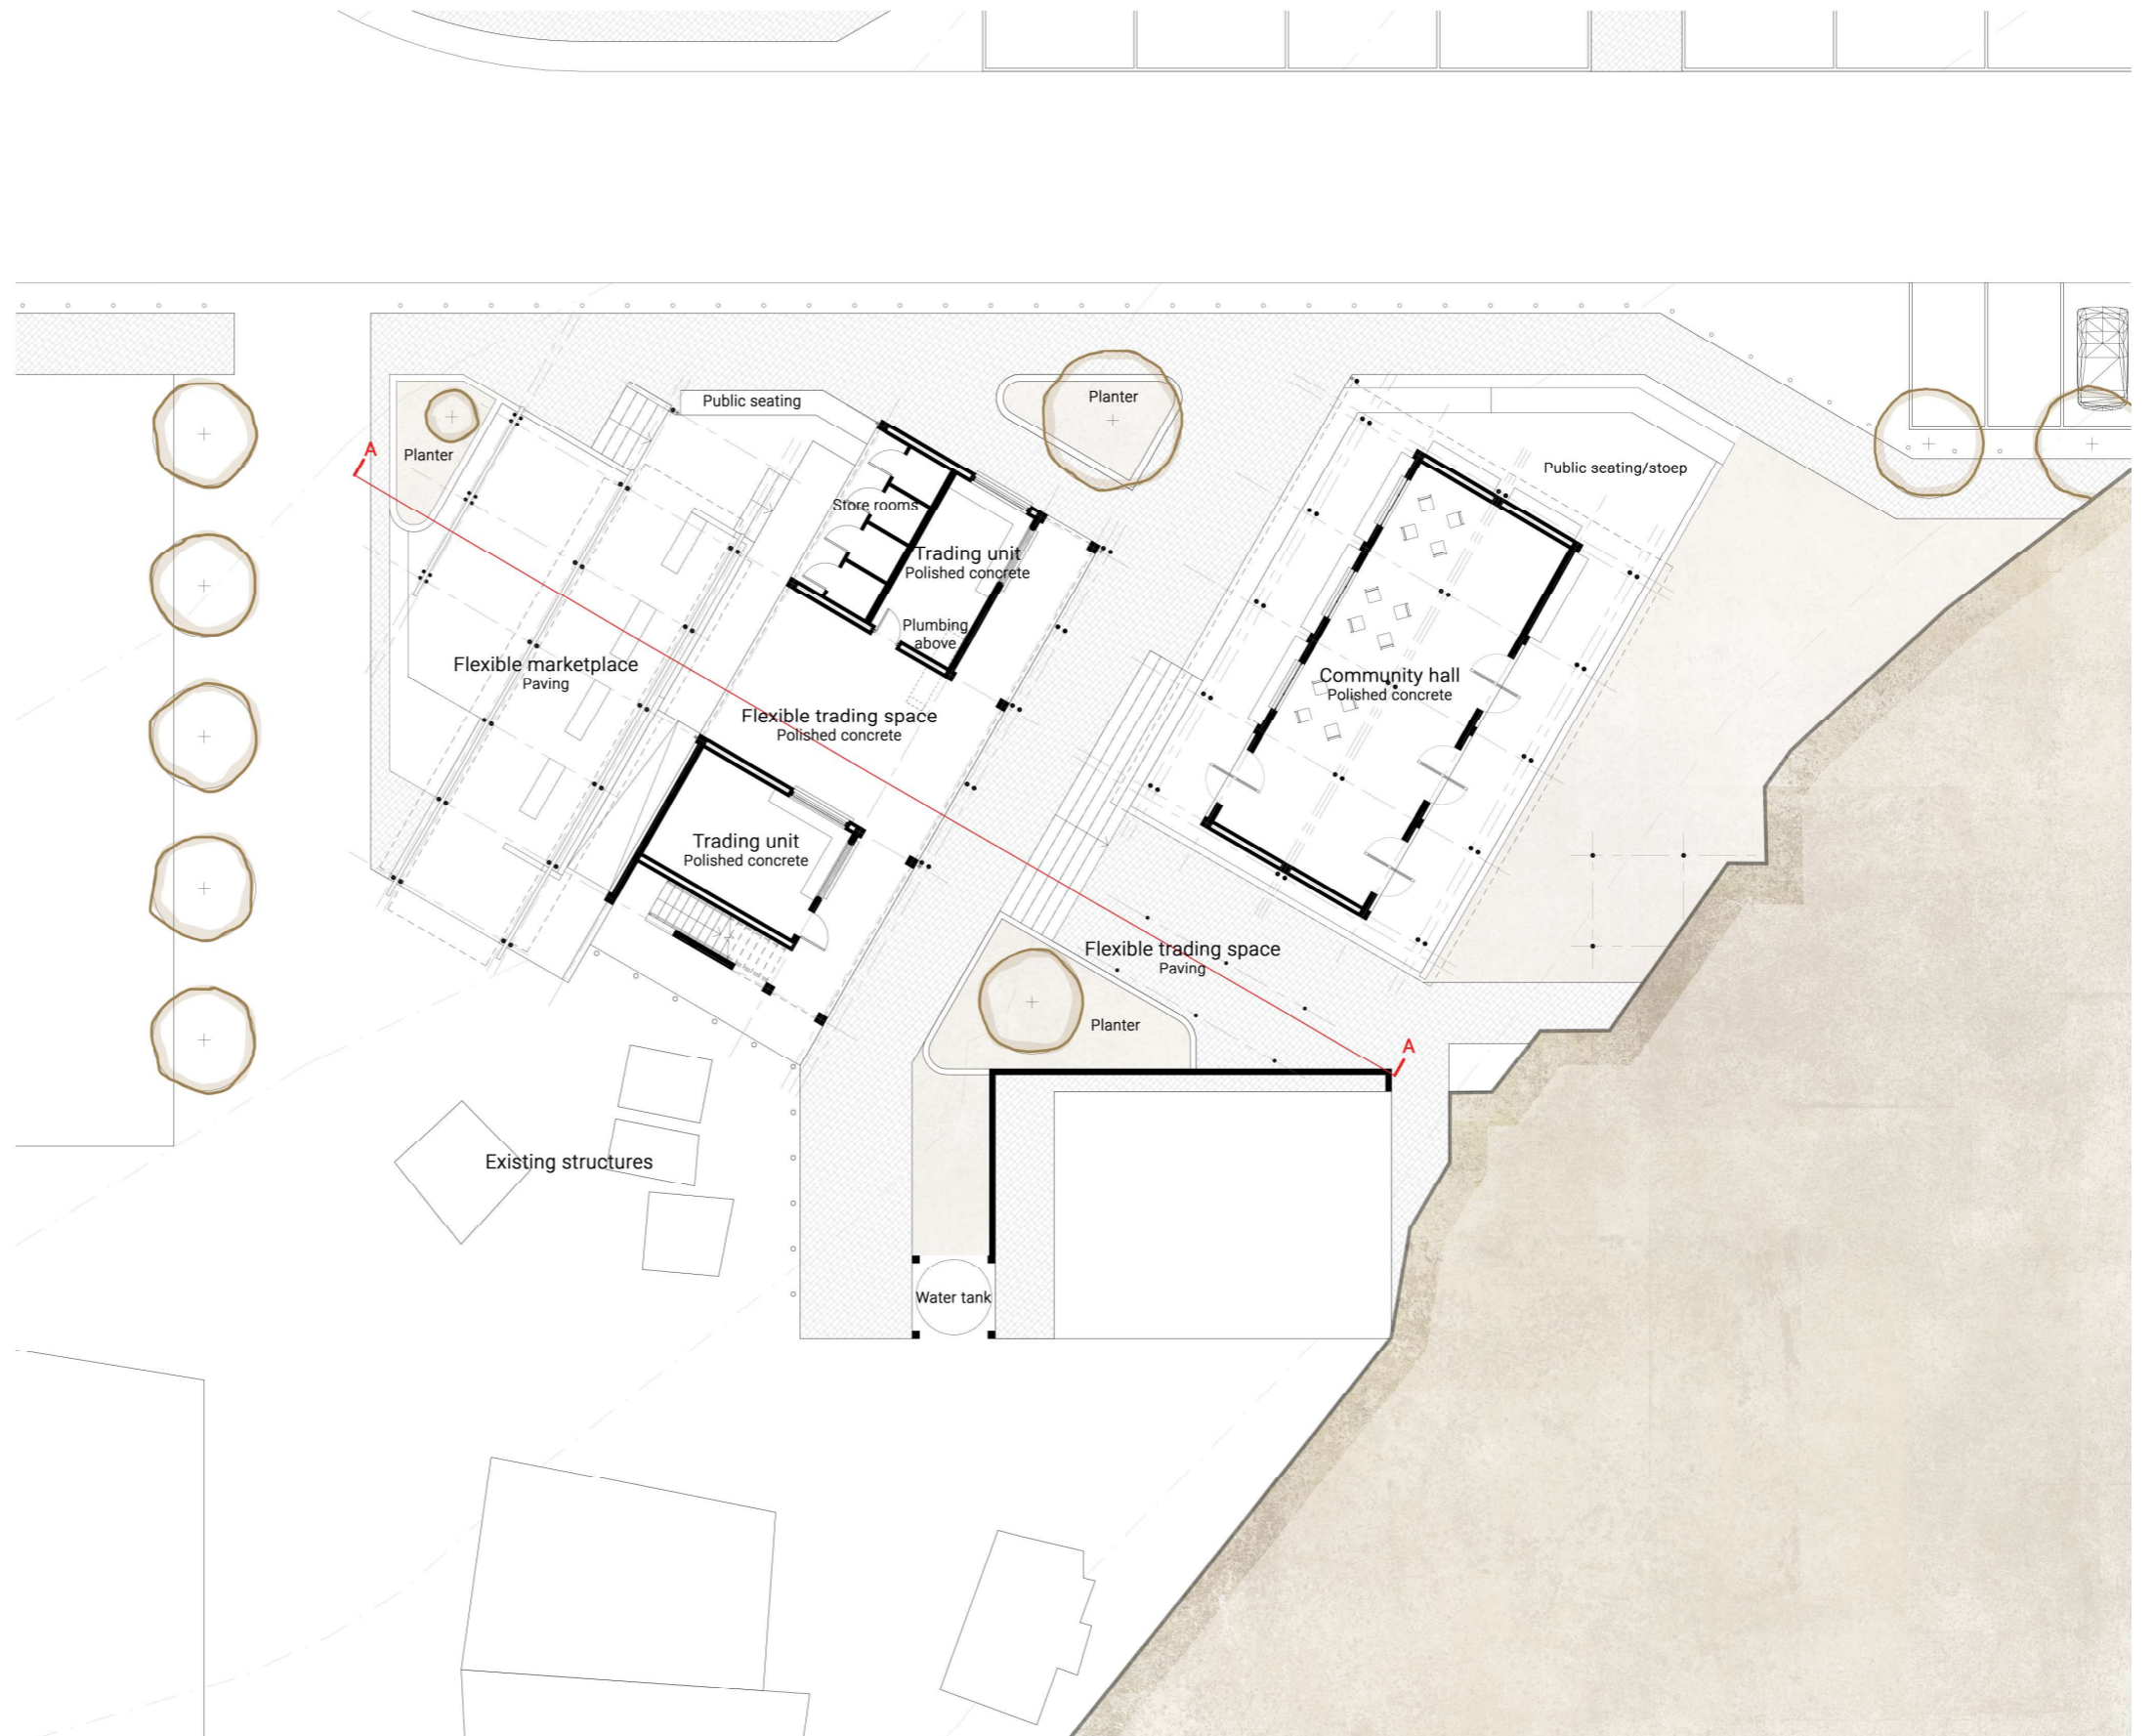 Public seating
Planter
A
Planter
Public seating/stoep
Store rooms
Trading unit
Polished concrete
Plumbing
above
Flexible marketplace
Paving
Community hall
Polished concrete
Flexible trading space
Polished concrete
Trading unit
Polished concrete
Flexible trading space
Paving
Planter
A
Existing structures
Water tank